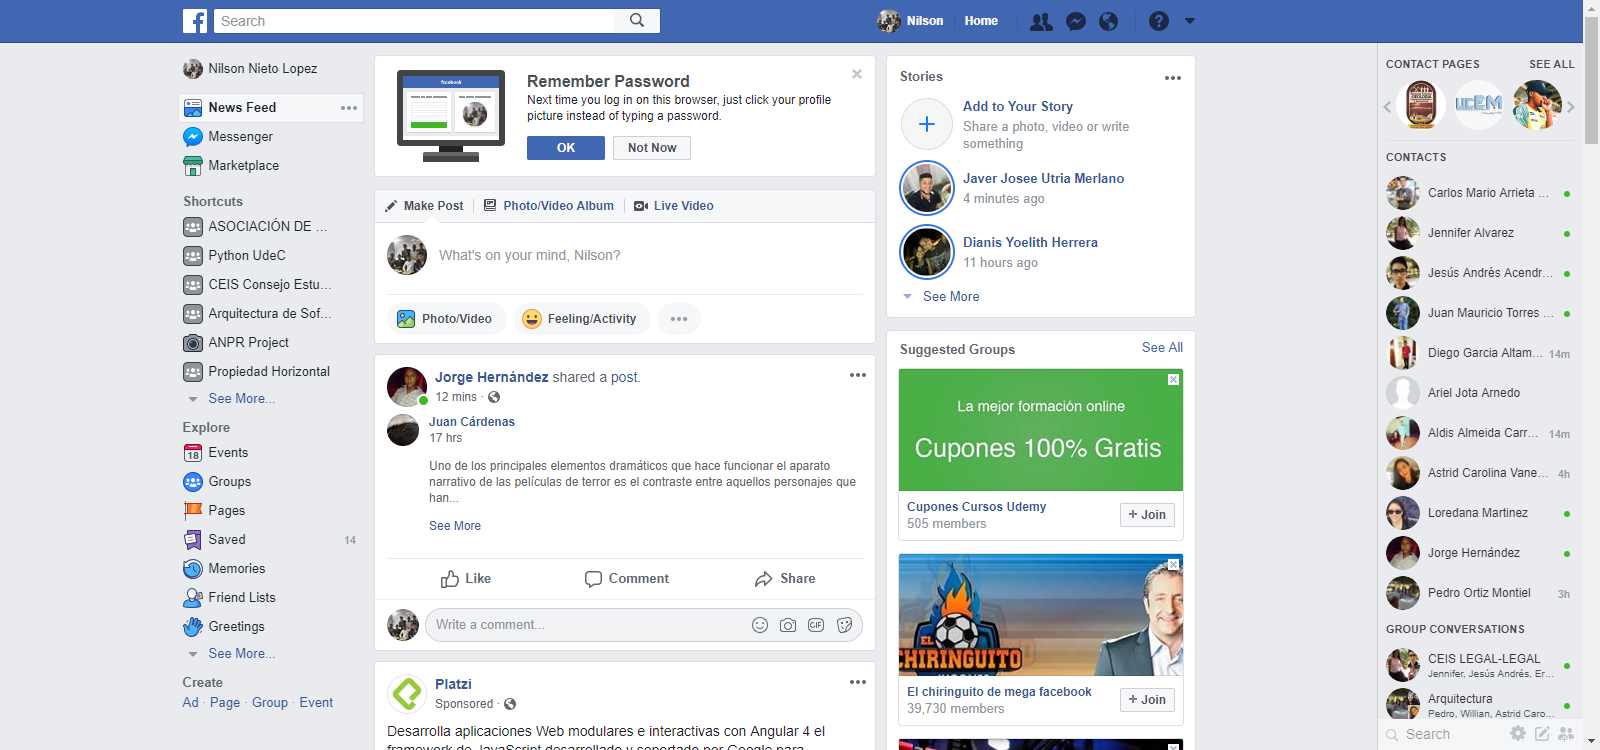 Search
Nilson
Home
Nilson Nieto Lopez
News Feed
Messenger
Marketplace
Shortcuts
ASOCIACIÓN DE ...
Python UdeC
CEIS Consejo Estu...
Arquitectura de Sof...
ANPR Project
Propiedad Horizontal
See More...
Explore
18
Events
Groups
Pages
Saved 14
Memories
Friend Lists
Greetings
See More...
Create
Ad · Page · Group · Event
facebook
Remember Password
Next time you log in on this browser, just click your profile
picture instead of typing a password.
OK
Not Now
Make Post
Photo/Video Album
Live Video
What's on your mind, Nilson?
Photo/Video
Feeling/Activity
Jorge Hernández shared a post.
12 mins ·
Juan Cárdenas
17 hrs
Uno de los principales elementos dramáticos que hace funcionar el aparato
narrativo de las películas de terror es el contraste entre aquellos personajes que
han...
See More
Like
Comment
Share
Write a comment...
GIF
Platzi
Sponsored ·
Desarrolla aplicaciones Web modulares e interactivas con Angular 4 el
framework de JavaScript desarrollado y soportado por Google para
Stories
Add to Your Story
Share a photo, video or write
something
Javer Josee Utria Merlano
4 minutes ago
Dianis Yoelith Herrera
11 hours ago
See More
Suggested Groups
See All
La mejor formación online
Cupones 100% Gratis
Cupones Cursos Udemy
505 members
+ Join
EL
CHIRINGUITO
El chiringuito de mega facebook
39,730 members
+ Join
CONTACT PAGES
SEE ALL
UCEM
CONTACTS
Carlos Mario Arrieta ...
Jennifer Alvarez
Jesús Andrés Acendr...
Juan Mauricio Torres ...
Diego Garcia Altam... 14m
Ariel Jota Arnedo
Aldis Almeida Carr... 14m
Astrid Carolina Vane... 4h
Loredana Martinez
Jorge Hernández
Pedro Ortiz Montiel 3h
GROUP CONVERSATIONS
CEIS LEGAL-LEGAL
Jennifer, Jesús Andrés, Er...
Arquitectura
Pedro, Willian, Astrid Caro...
Search